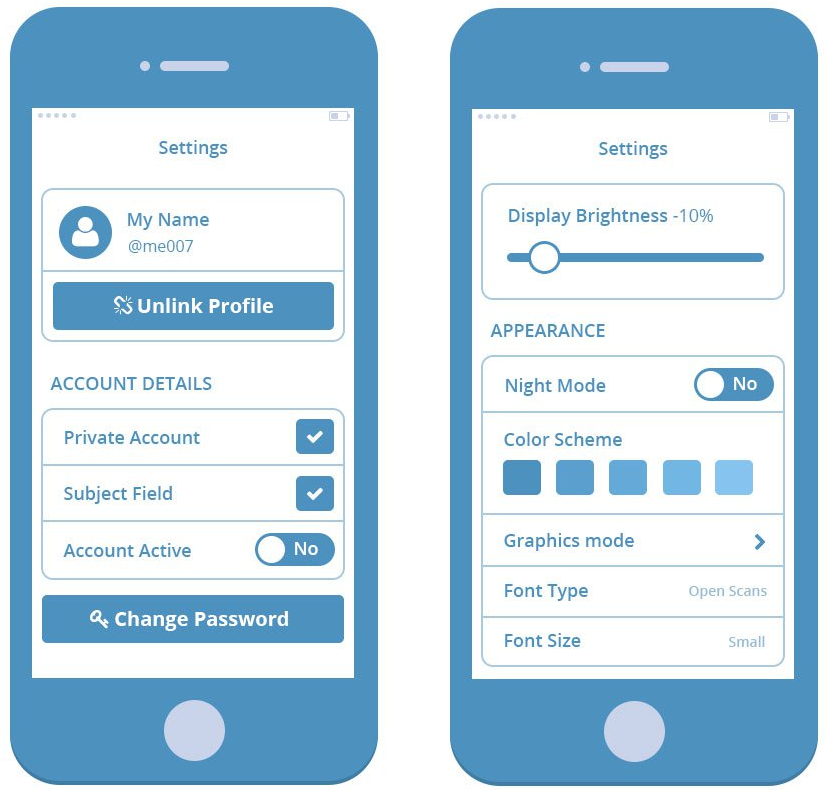 Settings
My Name
@me007
Unlink Profile
ACCOUNT DETAILS
Private Account
Subject Field
Account Active No
Change Password
Settings
Display Brightness -10%
APPEARANCE
Night Mode No
Color Scheme
Graphics mode
Font Type Open Scans
Font Size Small